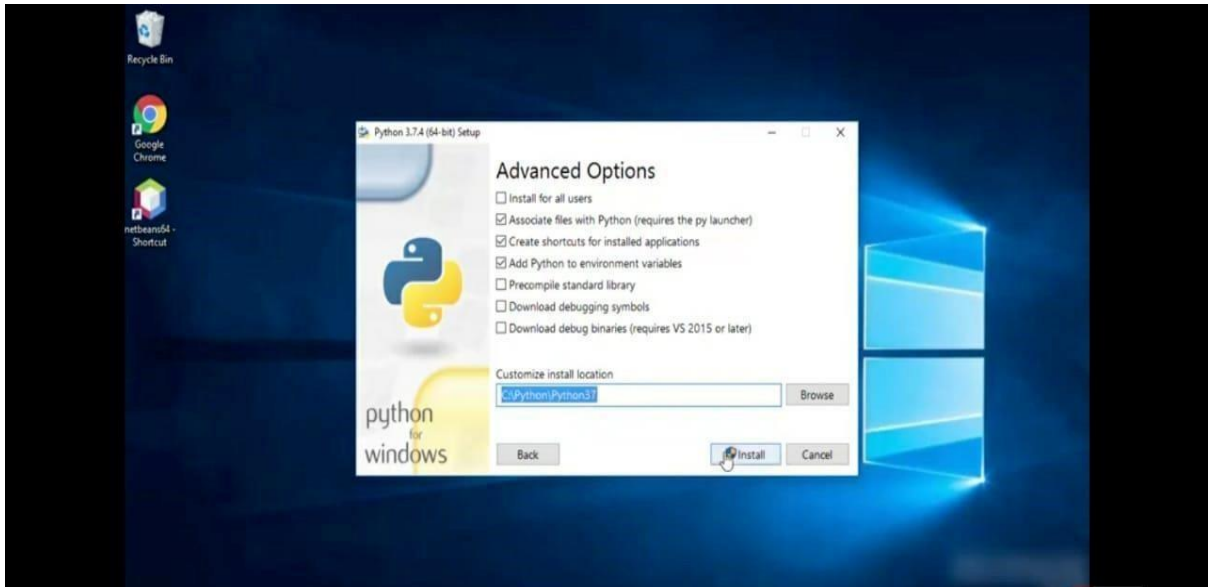 Recycle Bin
Google
Chrome
netbeans64 -
Shortcut
Python 3.7.4 (64-bit) Setup
Advanced Options
Install for all users
Associate files with Python (requires the py launcher)
Create shortcuts for installed applications
Add Python to environment variables
Precompile standard library
Download debugging symbols
Download debug binaries (requires VS 2015 or later)
Customize install location
C:\Python\Python37
Browse
python
for
windows
Back
Install
Cancel